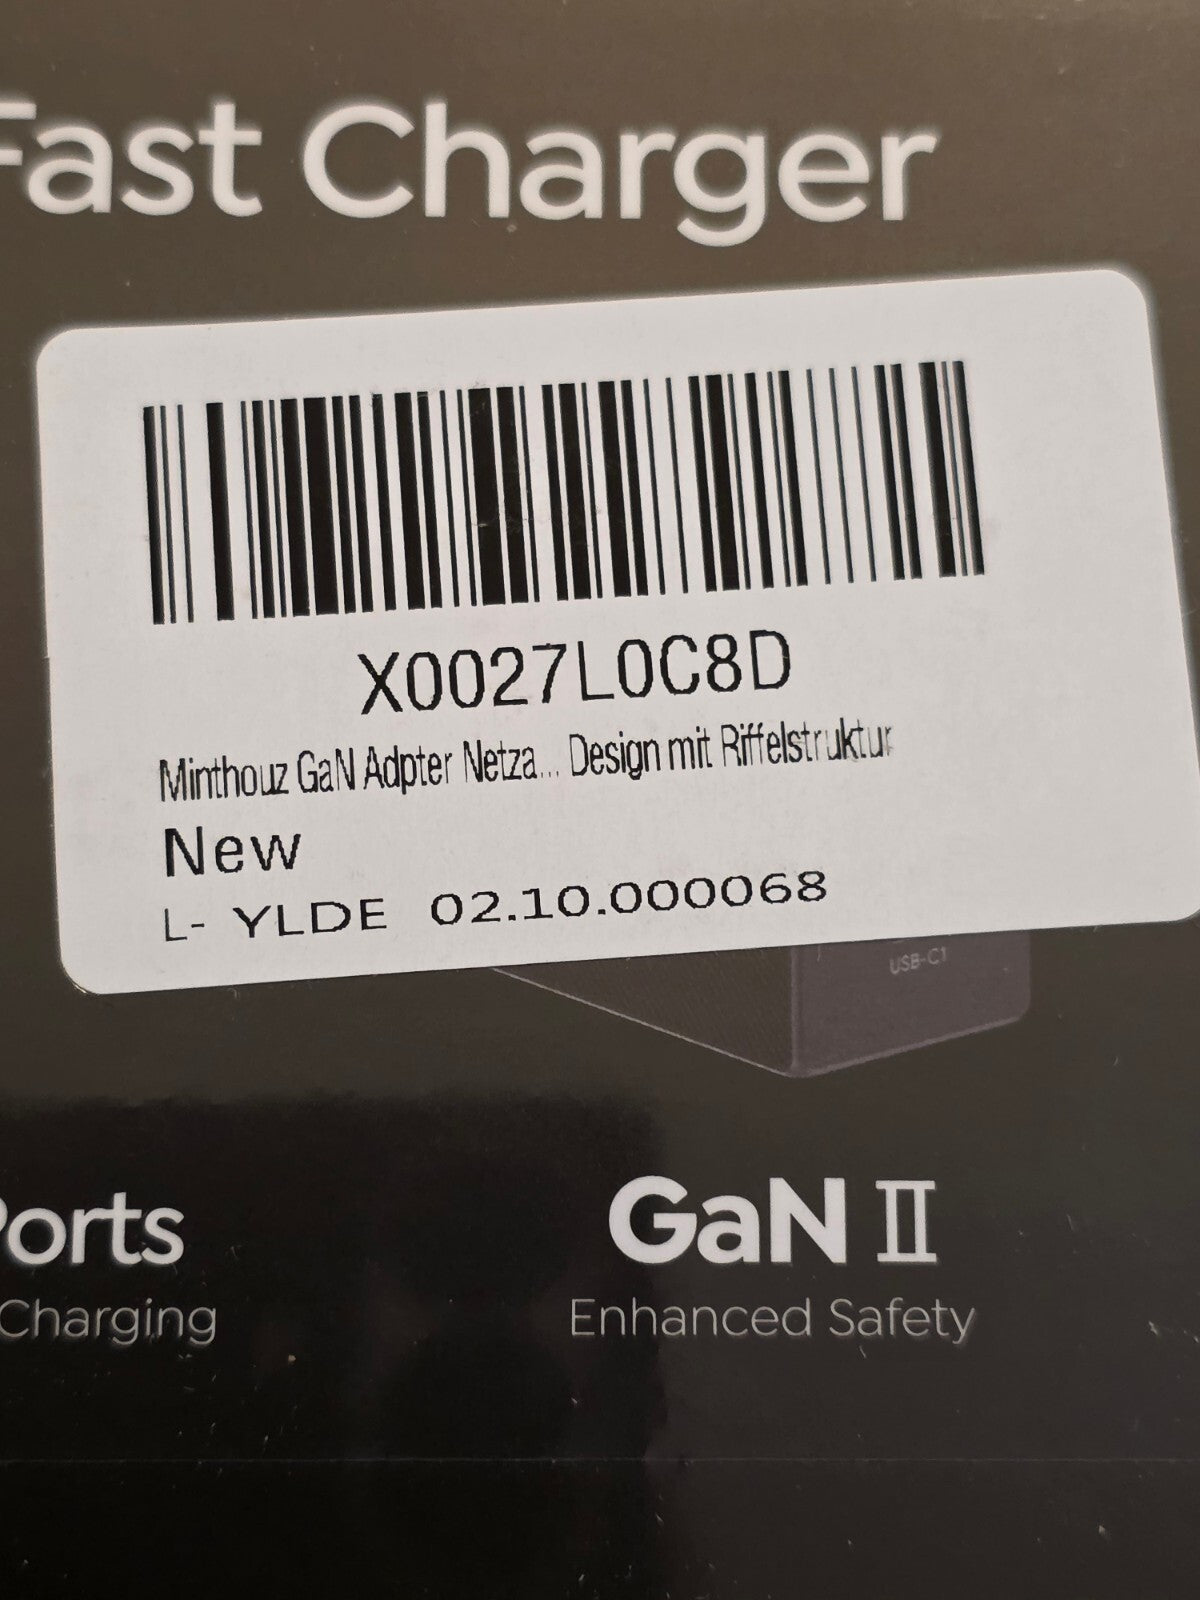 Fast Charger
X0027L0C8D
Minthouz GaN Adpter Netza... Design mit Riffelstruktur
New
L- YLDE 02.10.000068
USB-C1
Ports
GaN II
Charging
Enhanced Safety